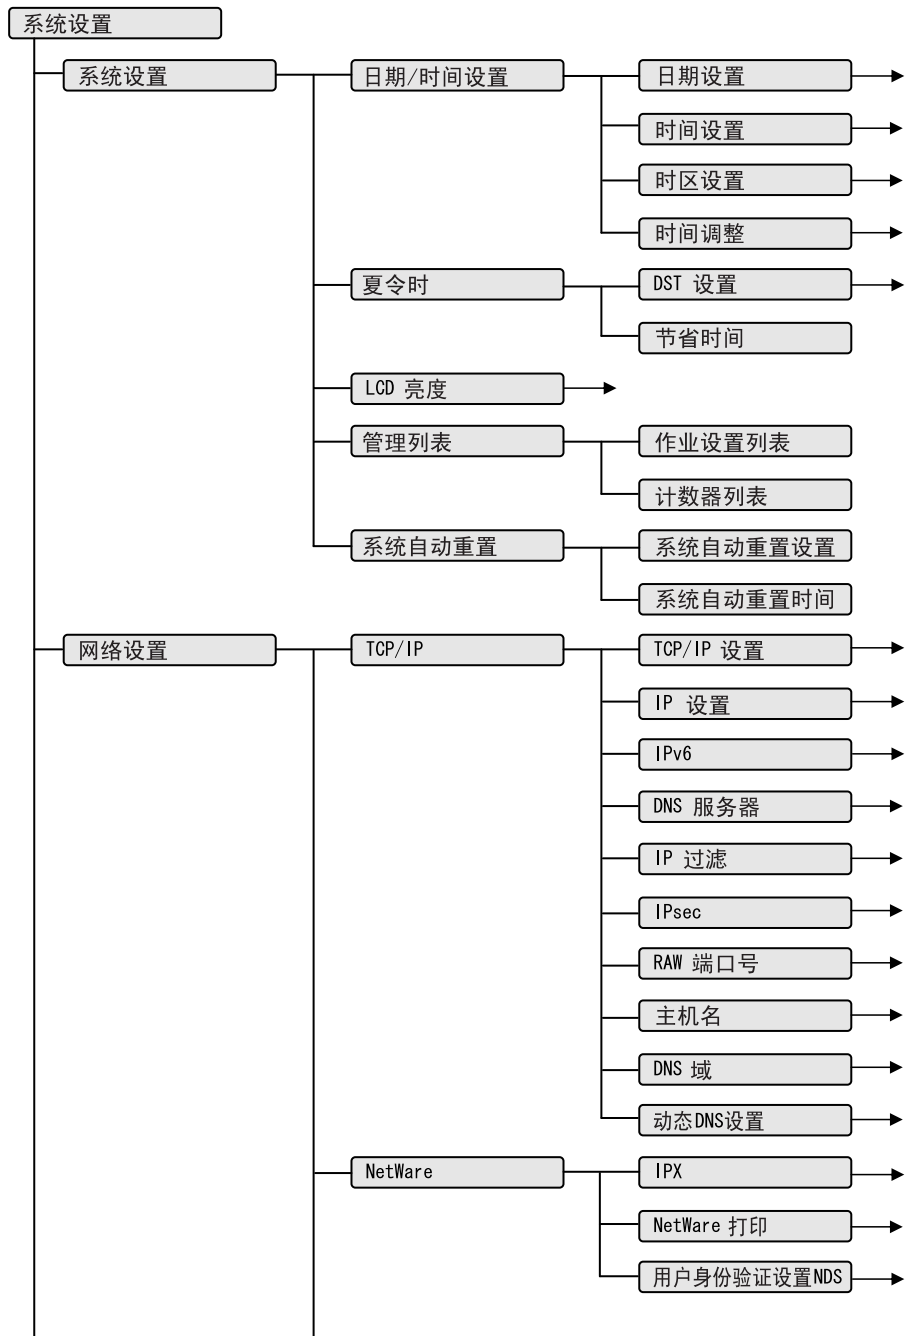 系统设置
系统设置
日期/时间设置
日期设置
时间设置
时区设置
时间调整
夏令时
DST 设置
节省时间
LCD 亮度
管理列表
作业设置列表
计数器列表
系统自动重置
系统自动重置设置
系统自动重置时间
网络设置
TCP/IP
TCP/IP 设置
IP 设置
IPv6
DNS 服务器
IP 过滤
IPsec
RAW 端口号
主机名
DNS 域
动态DNS设置
NetWare
IPX
NetWare 打印
用户身份验证设置NDS